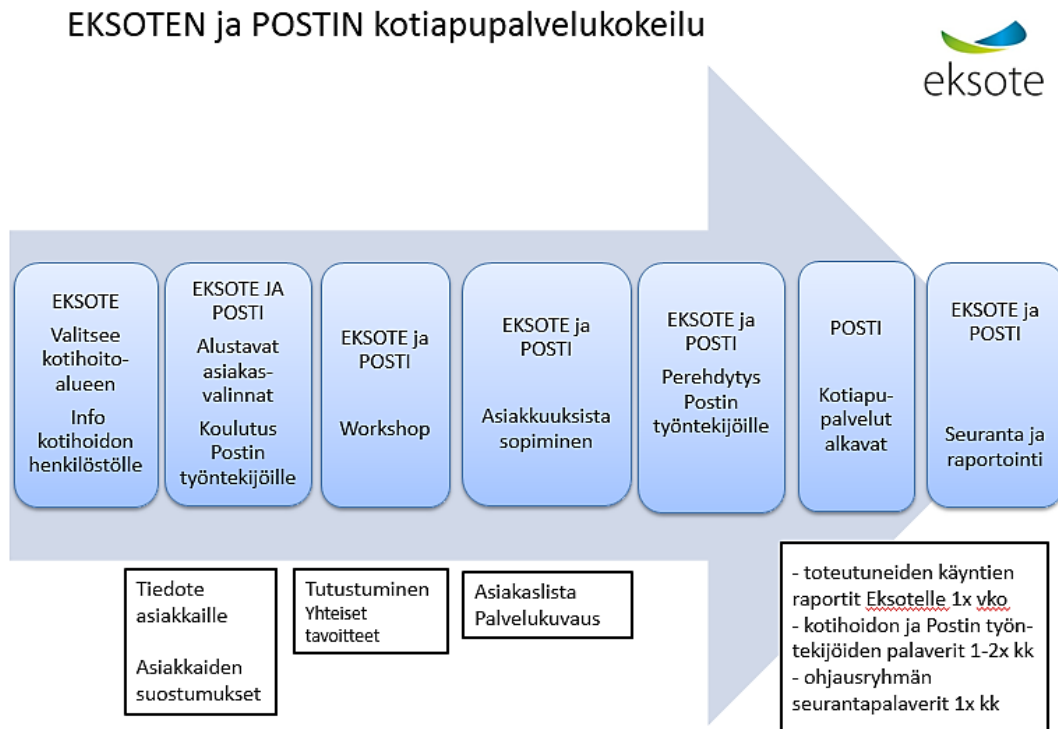 EKSOTEN ja POSTIN kotiapupalvelukokeilu
eksote
EKSOTE
Valitsee
kotihoito-
alueen
Info
kotihoidon
henkilöstölle
EKSOTE JA
POSTI
Alustavat
asiakas-
valinnat
Koulutus
Postin
työntekijöille
EKSOTE ja
POSTI
Workshop
EKSOTE ja
POSTI
Asiakkuuksista
sopiminen
EKSOTE ja
POSTI
Perehdytys
Postin
työntekijöille
POSTI
Kotiapu-
palvelut
alkavat
EKSOTE ja
POSTI
Seuranta ja
raportointi
Tiedote
asiakkaille
Asiakkaiden
suostumukset
Tutustuminen
Yhteiset
tavoitteet
Asiakaslista
Palvelukuvaus
- toteutuneiden käyntien
raportit Eksotelle 1x vko
- kotihoidon ja Postin työn-
tekijöiden palaverit 1-2x kk
- ohjausryhmän
seurantapalaverit 1x kk